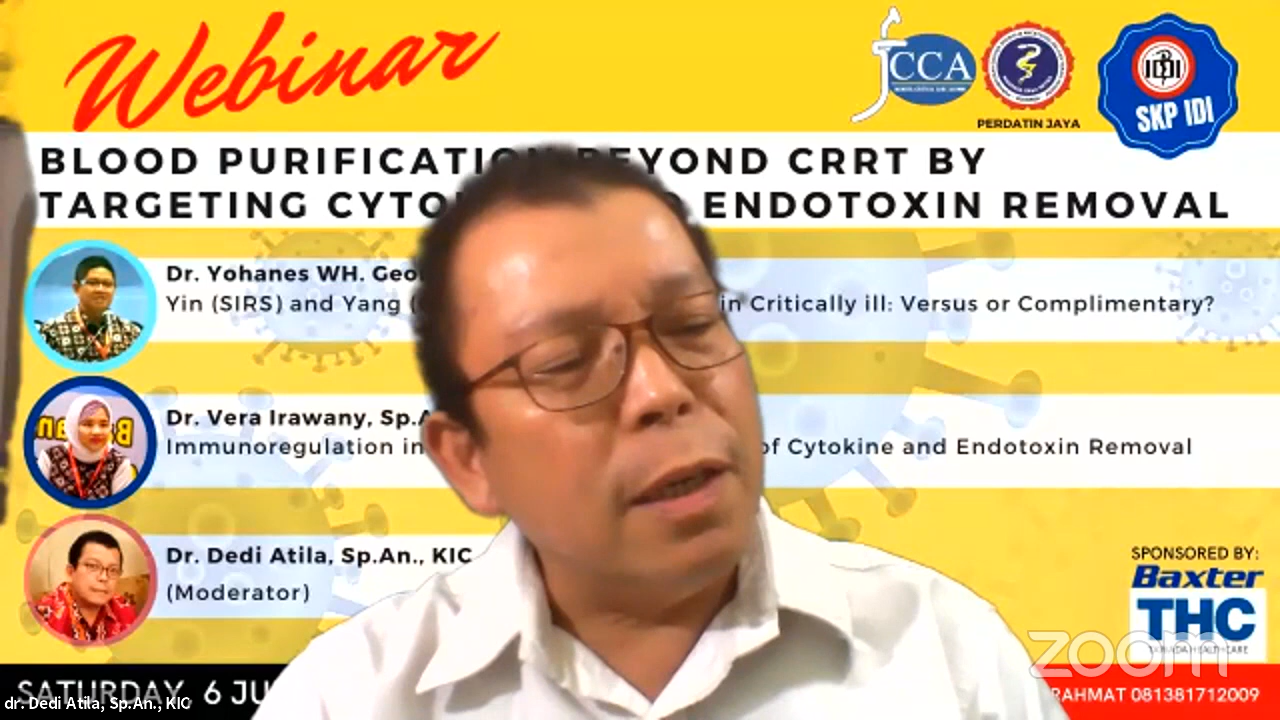 Webinar
JCCA
PERDATIN JAYA
IDI
SKP IDI
BLOOD PURIFICATIO EYOND CRRT BY
TARGETING CYTO ENDOTOXIN REMOVAL
Dr. Yohanes WH. Geo
Yin (SIRS) and Yang ( in Critically ill: Versus or Complimentary?
Dr. Vera Irawany, Sp.A
Immunoregulation in of Cytokine and Endotoxin Removal
Dr. Dedi Atila, Sp.An., KIC
(Moderator)
SPONSORED BY:
Baxter
THC
zoom
SATURDAY, 6 JU
RAHMAT 081381712009
dr. Dedi Atila, Sp.An., KIC